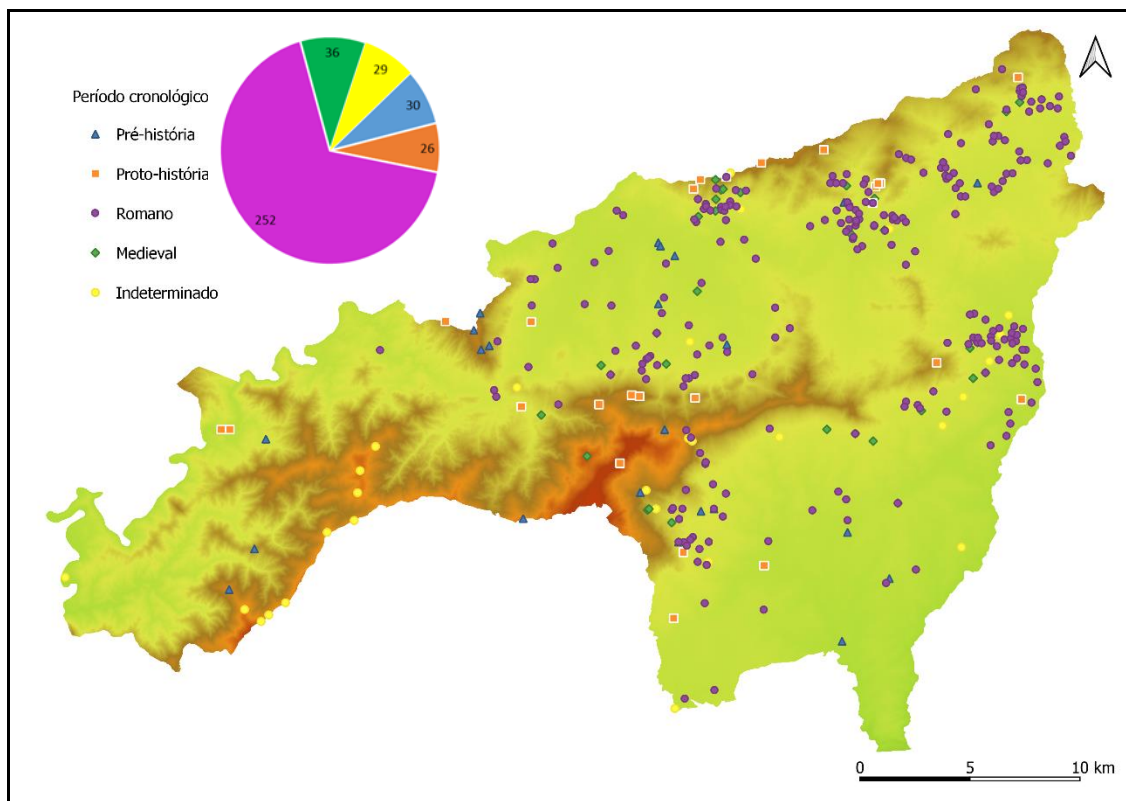 36
29
30
26
252
Período cronológico
Pré-histórIa
Proto-histórIa
Romano
Medieval
Indeterminado
0 5 10 km